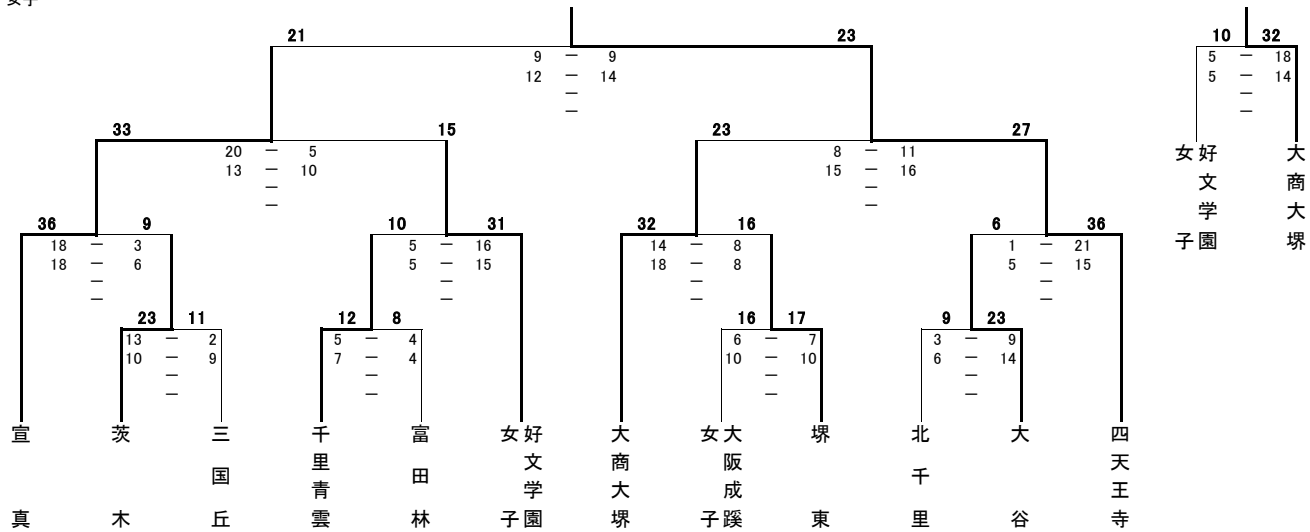 21 23 10 32
9 － 9 5 － 18
12 － 14 5 － 14
－ －
－ －
33 15 23 27
20 － 5 8 － 11
13 － 10 15 － 16
－ －
－ －
好文学園女子 大商大堺
36 9 10 31 32 16 6 36
18 － 3 5 － 16 14 － 8 1 － 21
18 － 6 5 － 15 18 － 8 5 － 15
－ － － －
－ － － －
23 11 12 8 16 17 9 23
13 － 2 5 － 4 6 － 7 3 － 9
10 － 9 7 － 4 10 － 10 6 － 14
－ － － －
－ － － －
宣真 茨木 三国丘 千里青雲 富田林 好文学園女子 大商大堺 大阪成蹊女子 堺東 北千里 大谷 四天王寺